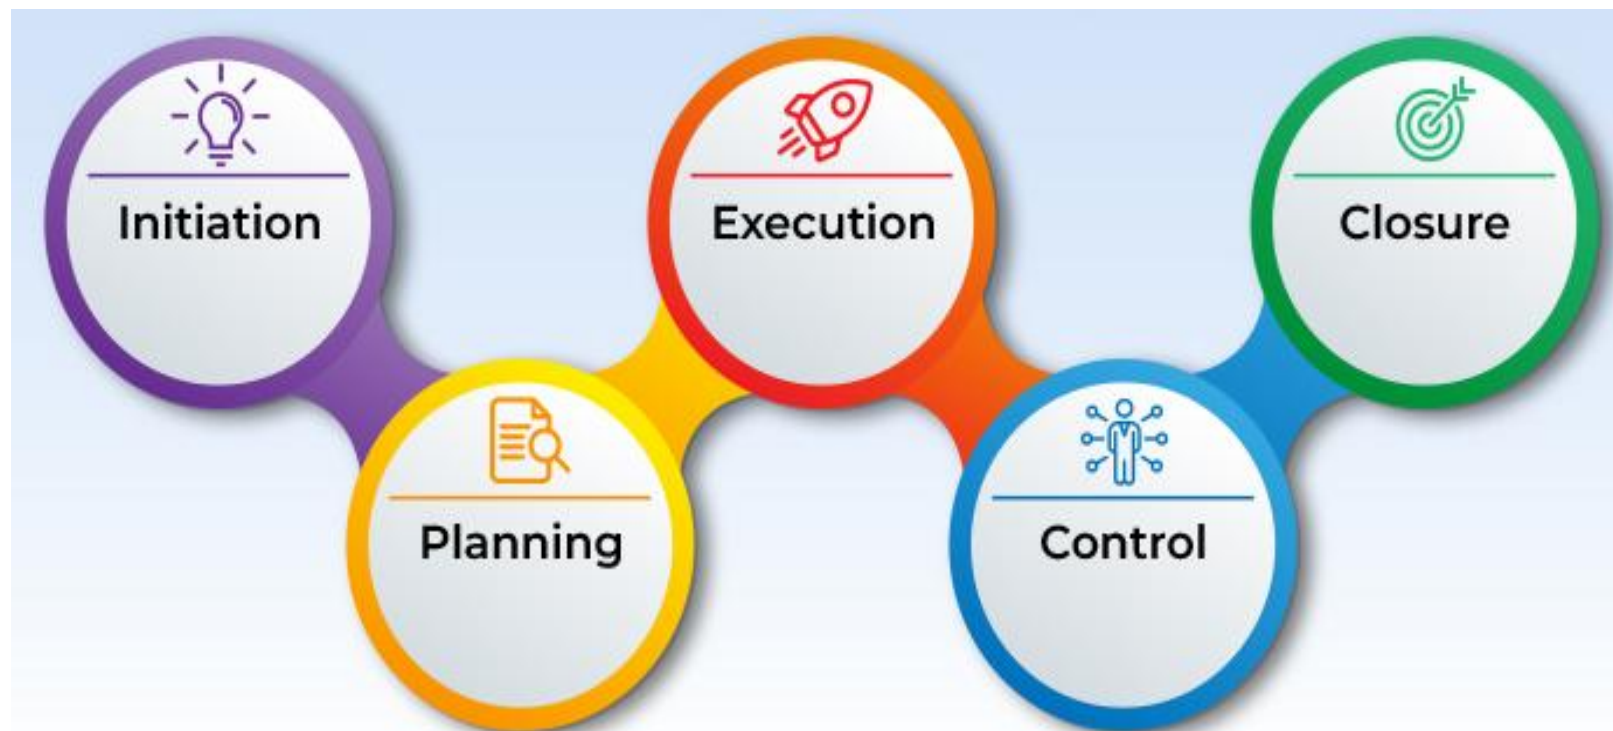 Initiation
Planning
Execution
Control
Closure